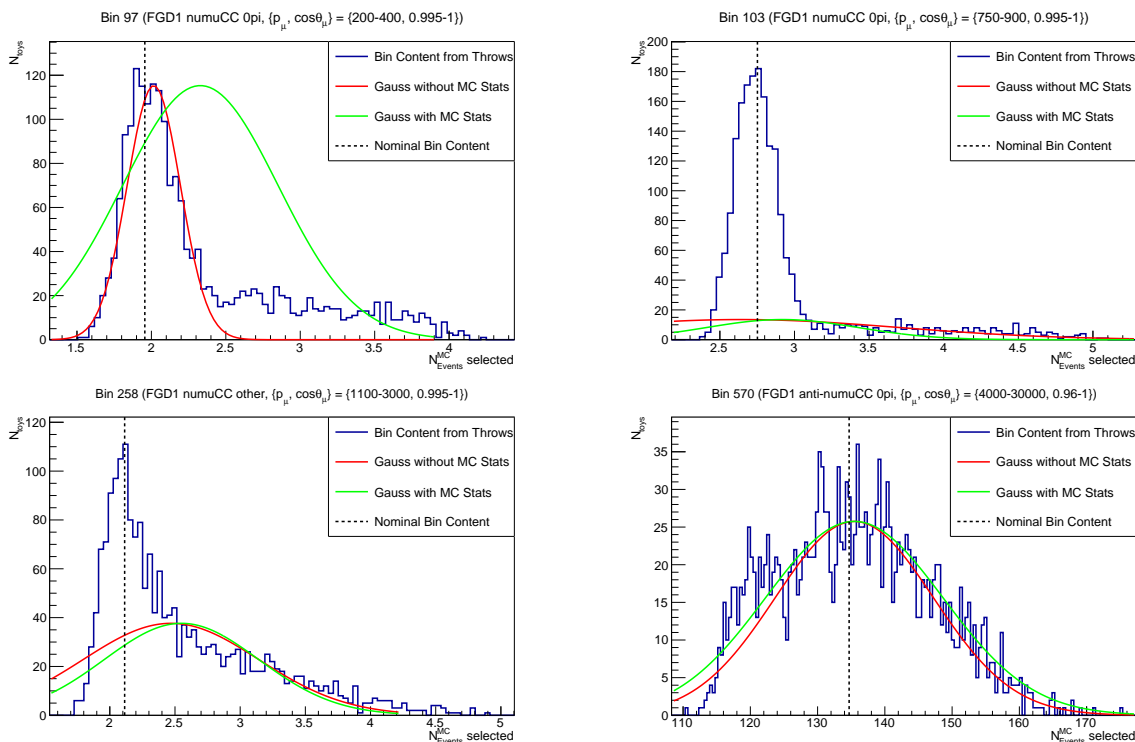 Bin 97 (FGD1 numuCC 0pi, {p_μ, cosθ_μ} = {200-400, 0.995-1})
N_toys
120
100
80
60
40
20
0
Bin Content from Throws
Gauss without MC Stats
Gauss with MC Stats
Nominal Bin Content
1.5 2 2.5 3 3.5 4
N^MC_Events selected
Bin 103 (FGD1 numuCC 0pi, {p_μ, cosθ_μ} = {750-900, 0.995-1})
N_toys
200
180
160
140
120
100
80
60
40
20
0
Bin Content from Throws
Gauss without MC Stats
Gauss with MC Stats
Nominal Bin Content
2.5 3 3.5 4 4.5 5
N^MC_Events selected
Bin 258 (FGD1 numuCC other, {p_μ, cosθ_μ} = {1100-3000, 0.995-1})
N_toys
120
100
80
60
40
20
0
Bin Content from Throws
Gauss without MC Stats
Gauss with MC Stats
Nominal Bin Content
2 2.5 3 3.5 4 4.5 5
N^MC_Events selected
Bin 570 (FGD1 anti-numuCC 0pi, {p_μ, cosθ_μ} = {4000-30000, 0.96-1})
N_toys
35
30
25
20
15
10
5
0
Bin Content from Throws
Gauss without MC Stats
Gauss with MC Stats
Nominal Bin Content
110 120 130 140 150 160 170
N^MC_Events selected